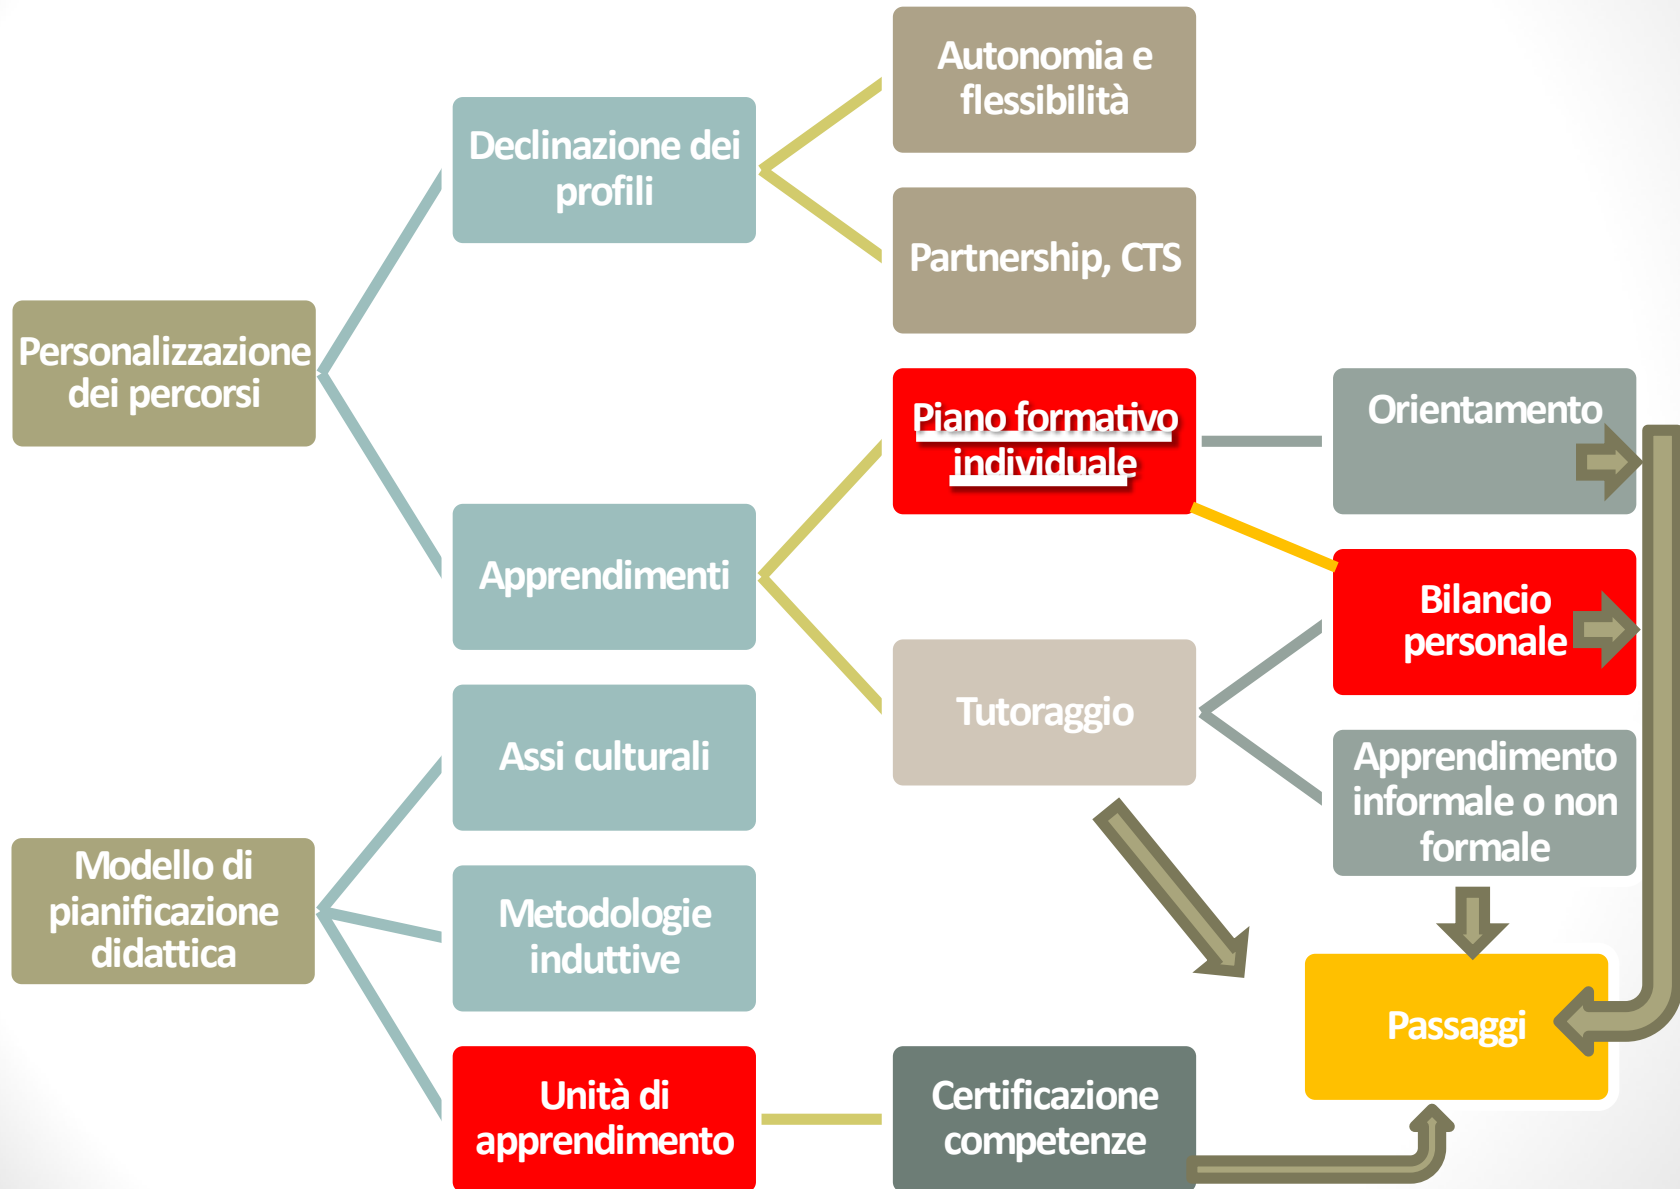 Autonomia e
flessibilità
Declinazione dei
profili
Partnership, CTS
Personalizzazione
dei percorsi
Piano formativo
individuale
Orientamento
Apprendimenti
Bilancio
personale
Tutoraggio
Assi culturali
Apprendimento
informale o non
formale
Modello di
pianificazione
didattica
Metodologie
induttive
Passaggi
Unità di
apprendimento
Certificazione
competenze